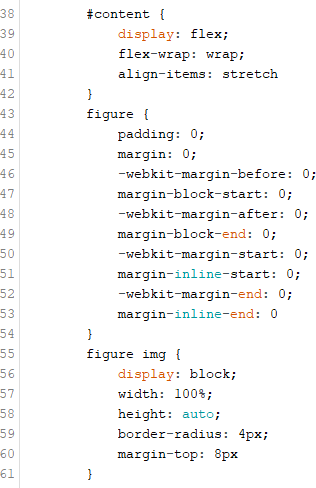 38 #content {
39 display: flex;
40 flex-wrap: wrap;
41 align-items: stretch
42 }
43 figure {
44 padding: 0;
45 margin: 0;
46 -webkit-margin-before: 0;
47 margin-block-start: 0;
48 -webkit-margin-after: 0;
49 margin-block-end: 0;
50 -webkit-margin-start: 0;
51 margin-inline-start: 0;
52 -webkit-margin-end: 0;
53 margin-inline-end: 0
54 }
55 figure img {
56 display: block;
57 width: 100%;
58 height: auto;
59 border-radius: 4px;
60 margin-top: 8px
61 }